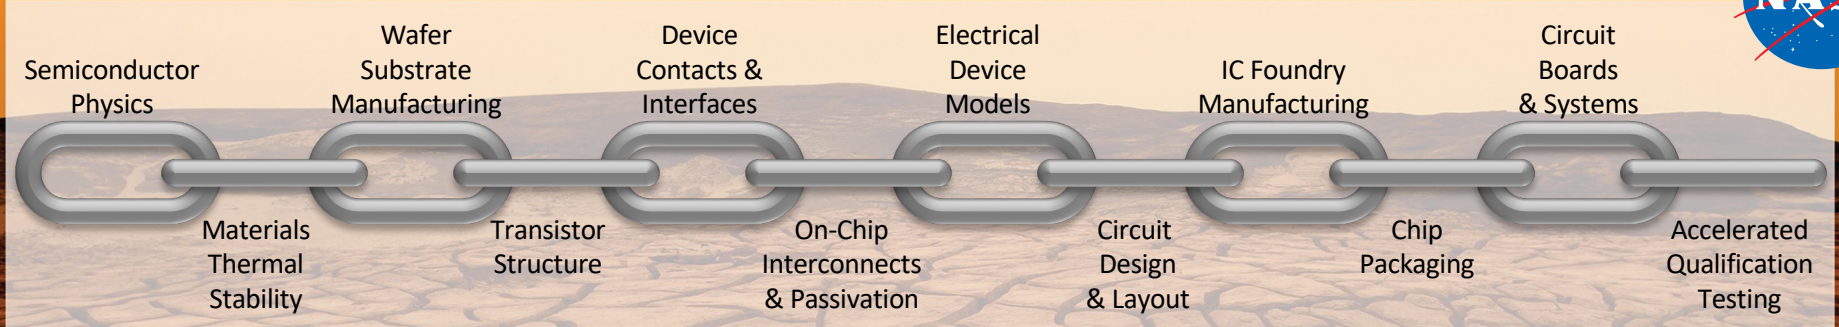 Semiconductor
Physics
Materials
Thermal
Stability
Wafer
Substrate
Manufacturing
Transistor
Structure
Device
Contacts &
Interfaces
On-Chip
Interconnects
& Passivation
Electrical
Device
Models
Circuit
Design
& Layout
IC Foundry
Manufacturing
Chip
Packaging
Circuit
Boards
& Systems
Accelerated
Qualification
Testing